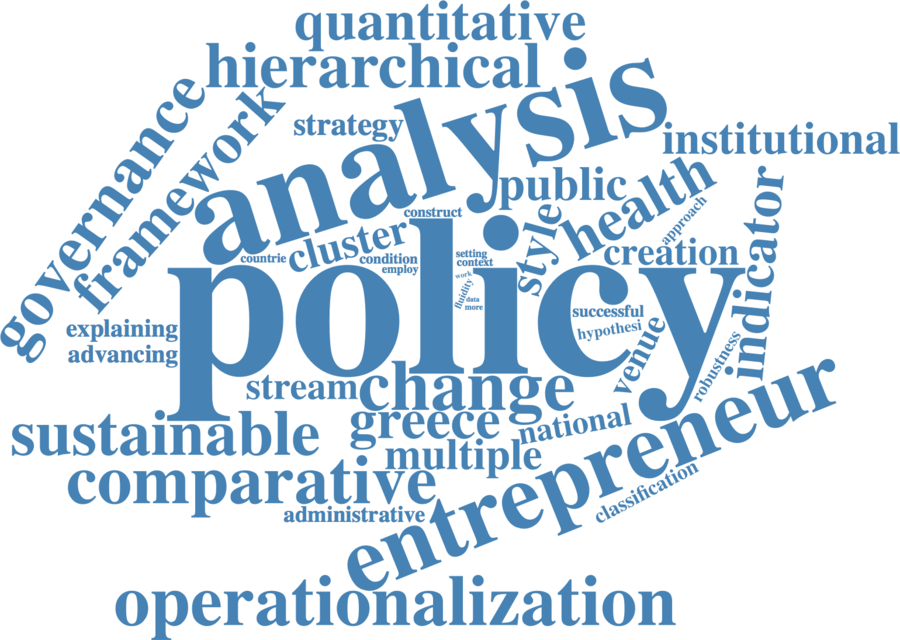 quantitative
hierarchical
analysis
governance
framework
strategy
institutional
public
health
indicator
construct
style
approach
cluster
creation
countrie
condition
employ
setting
context
policy
work
fluidity
data
more
successful
hypothesi
venue
robustness
explaining
advancing
stream
change
greece
national
sustainable
multiple
entrepreneur
comparative
classification
administrative
operationalization